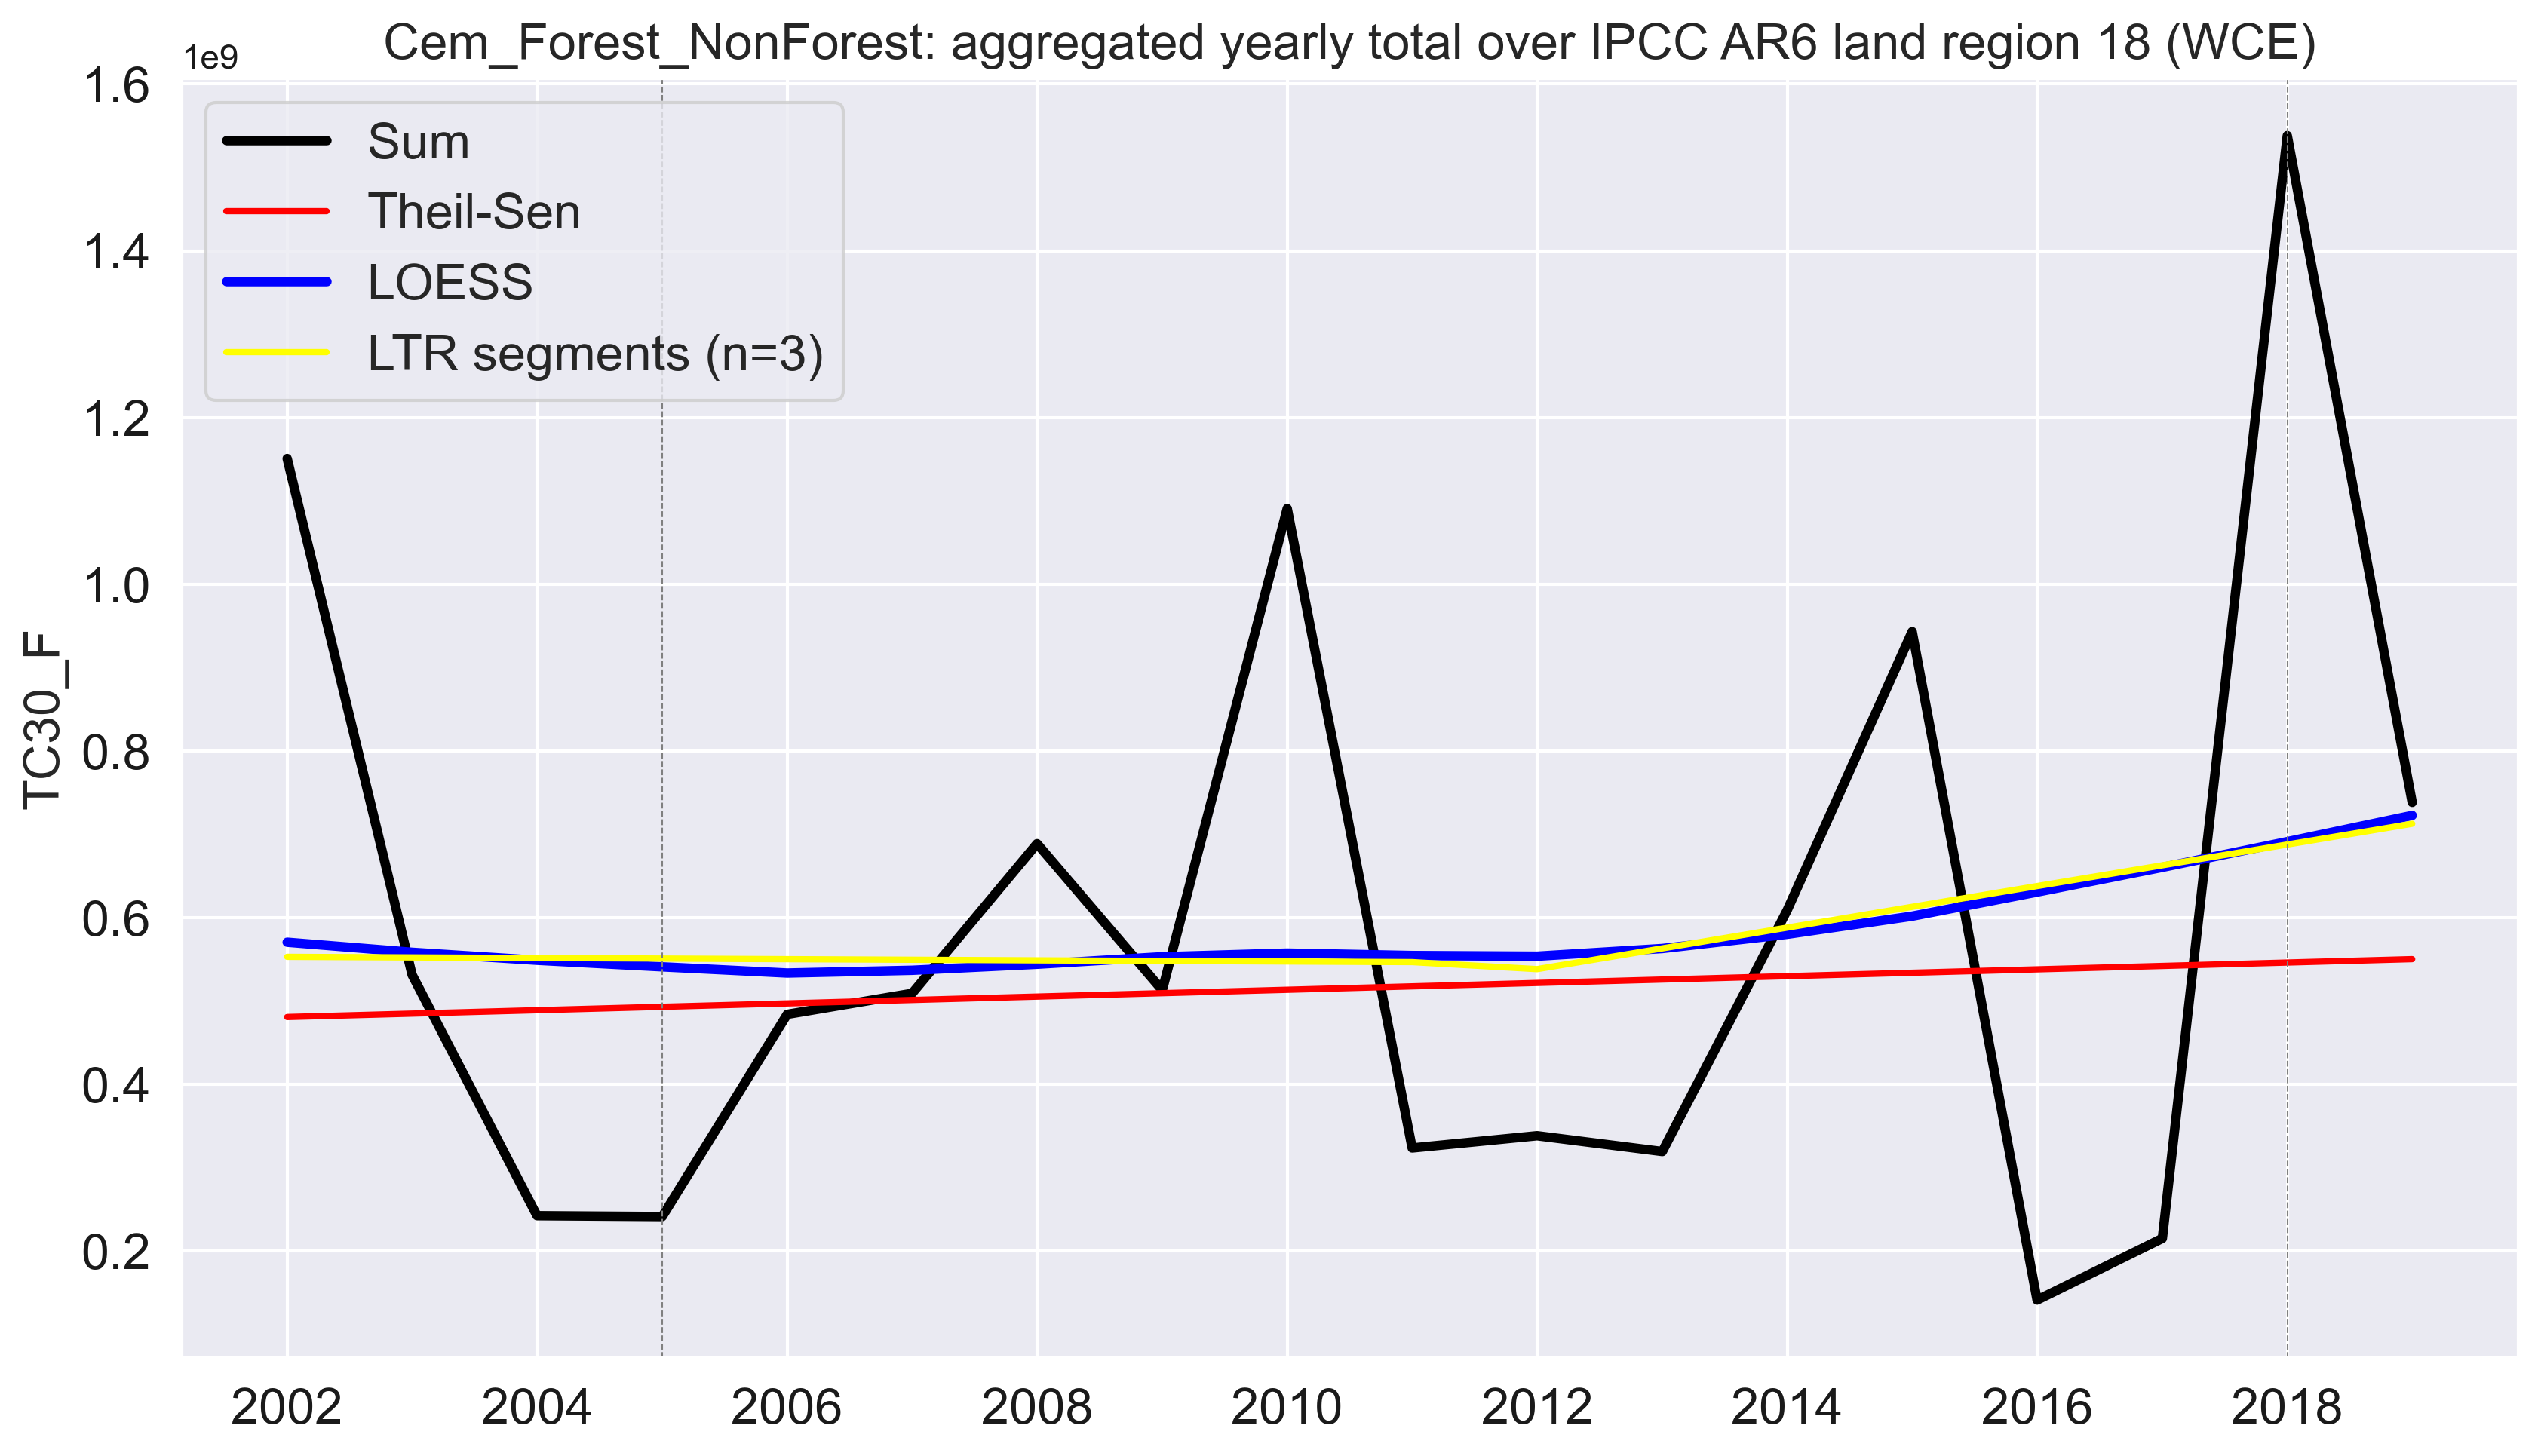 Cem_Forest_NonForest: aggregated yearly total over IPCC AR6 land region 18 (WCE)
1e9
1.6
1.4
1.2
1.0
0.8
0.6
0.4
0.2
TC30_F
Sum
Theil-Sen
LOESS
LTR segments (n=3)
2002 2004 2006 2008 2010 2012 2014 2016 2018